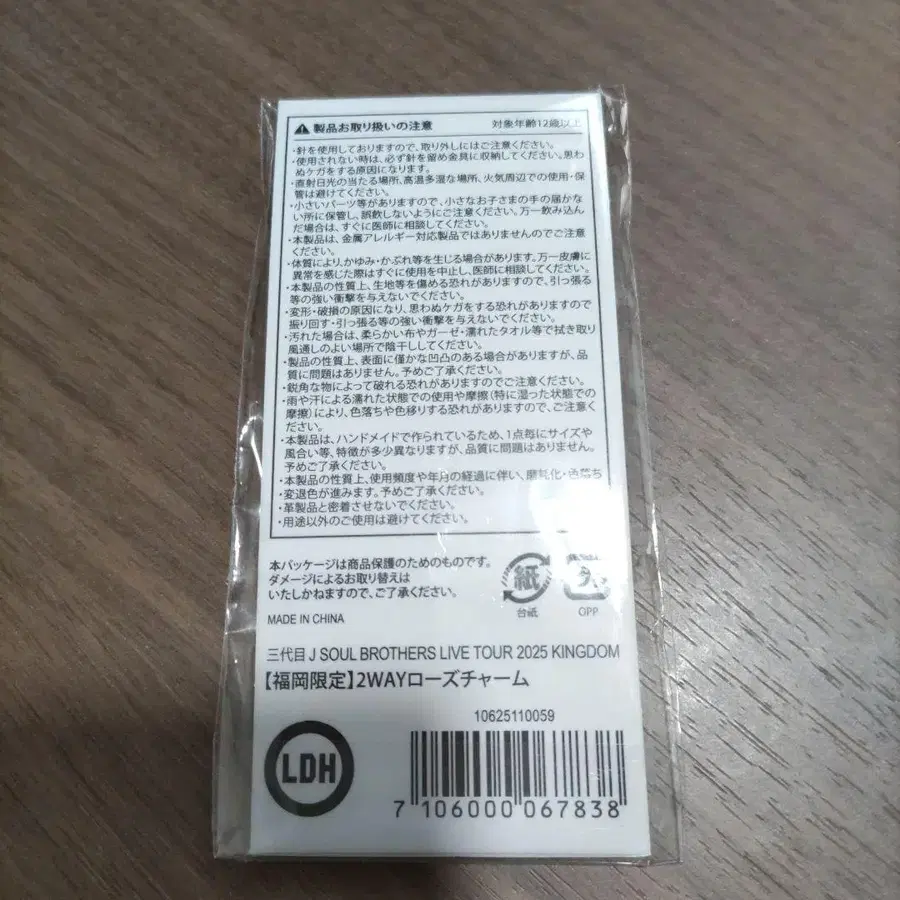 製品お取り扱いの注意 対象年齢12歳以上
・針を使用しておりますので、取り外しにはご注意ください。
・使用されない時は、必ず針を留め金具に収納してください。思わ
ぬケガをする原因になります。
・直射日光の当たる場所、高温多湿な場所、火気周辺での使用・保
管は避けてください。
・小さいパーツ等がありますので、小さなお子さまの手の届かな
い所に保管し、誤飲しないようにご注意ください。万一飲み込ん
だ場合は、すぐに医師に相談してください。
・本製品は、金属アレルギー対応製品ではありませんのでご注意
ください。
・体質により、かゆみ・かぶれ等を生じる場合があります。万一皮膚に
異常を感じた際はすぐに使用を中止し、医師に相談してください。
・本製品の性質上、生地等を傷める恐れがありますので、引っ張る
等の強い衝撃を与えないでください。
・変形・破損の原因になり、思わぬケガをする恐れがありますので
振り回す・引っ張る等の強い衝撃を与えないでください。
・汚れた場合は、柔らかい布やガーゼ・濡れたタオル等で拭き取り
風通しのよい場所で陰干ししてください。
・製品の性質上、表面に僅かな凹凸のある場合がありますが、品
質に問題はありません。予めご了承ください。
・鋭角な物によって破れる恐れがありますのでご注意ください。
・雨や汗による濡れた状態での使用や摩擦(特に湿った状態での
摩擦)により、色落ちや色移りする恐れがありますので、ご注意く
ださい。
・本製品は、ハンドメイドで作られているため、1点毎にサイズや
風合い等、特徴が多少異なりますが、品質に問題はありません。
予めご了承ください。
・本製品の性質上、使用頻度や年月の経過に伴い、磨耗化・色落ち
・変退色が進みます。予めご了承ください。
・革製品と密着させないでください。
・用途以外のご使用は避けてください。
本パッケージは商品保護のためのものです。
ダメージによるお取り替えは
いたしかねますので、ご了承ください。
紙
台紙
プラ
OPP
MADE IN CHINA
三代目 J SOUL BROTHERS LIVE TOUR 2025 KINGDOM
【福岡限定】2WAYローズチャーム
10625110059
LDH
7 106000 067838